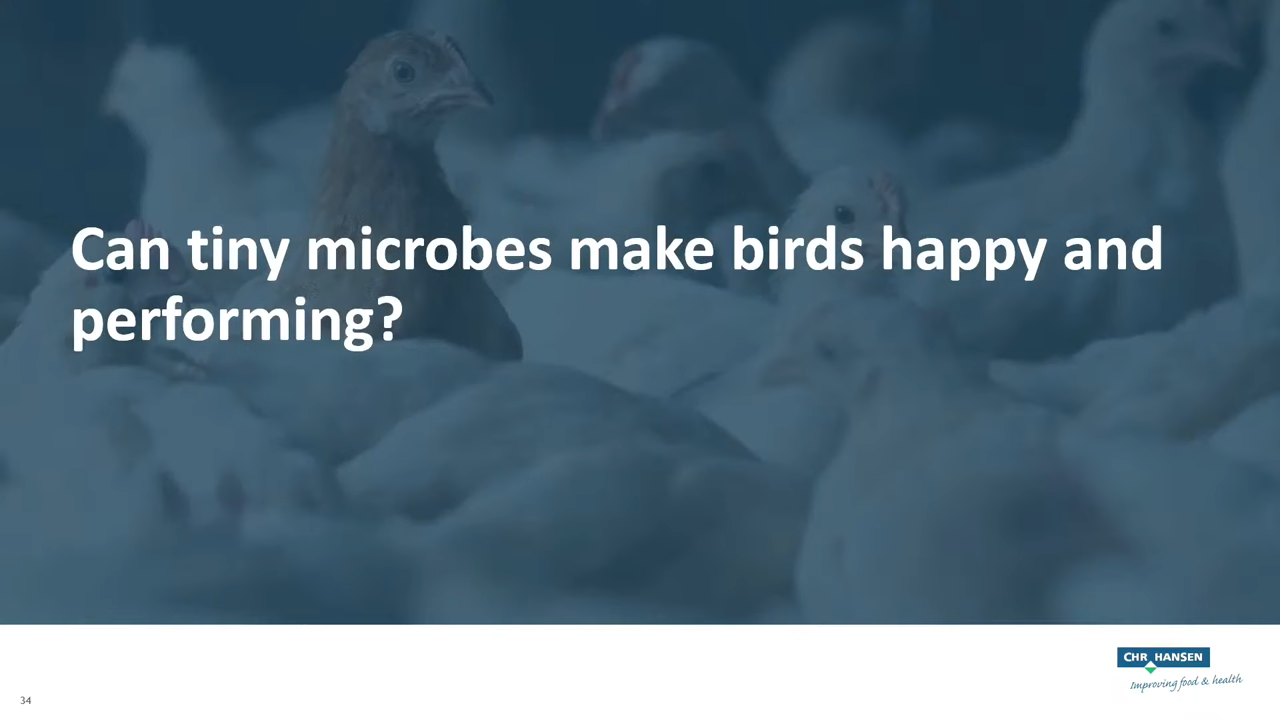 Can tiny microbes make birds happy and
performing?
CHR HANSEN
Improving food & health
34